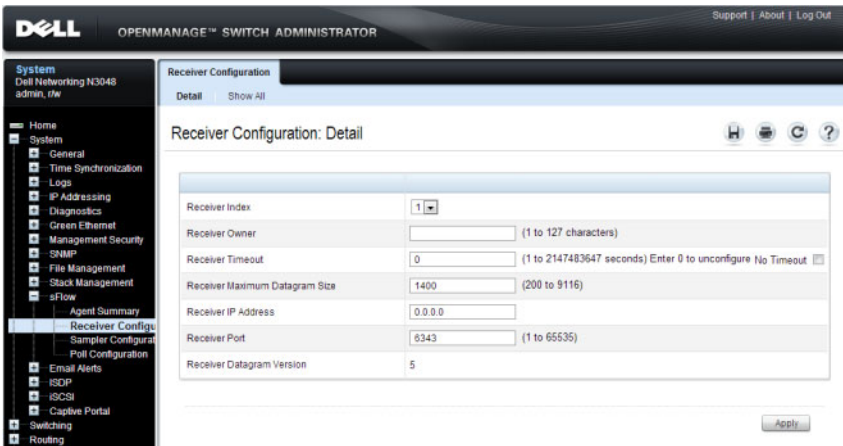 Support | About | Log Out
DELL
OPENMANAGE™ SWITCH ADMINISTRATOR
System
Dell Networking N3048
admin, r/w
Home
System
General
Time Synchronization
Logs
IP Addressing
Diagnostics
Green Ethernet
Management Security
SNMP
File Management
Stack Management
sFlow
Agent Summary
Receiver Configu
Sampler Configurat
Poll Configuration
Email Alerts
ISDP
iSCSI
Captive Portal
Switching
Routing
Receiver Configuration
Detail Show All
Receiver Configuration: Detail
?
Receiver Index 1
Receiver Owner (1 to 127 characters)
Receiver Timeout 0 (1 to 2147483647 seconds) Enter 0 to unconfigure No Timeout
Receiver Maximum Datagram Size 1400 (200 to 9116)
Receiver IP Address 0.0.0.0
Receiver Port 6343 (1 to 65535)
Receiver Datagram Version 5
Apply